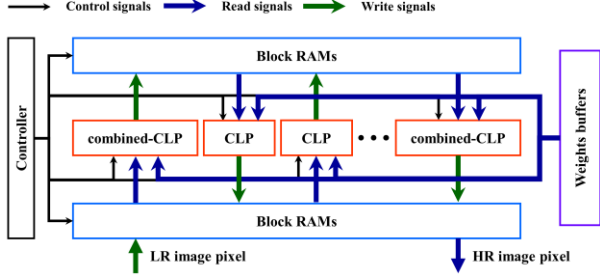 Control signals
Read signals
Write signals
Block RAMs
Controller
combined-CLP
CLP
CLP
combined-CLP
Weights buffers
Block RAMs
LR image pixel
HR image pixel